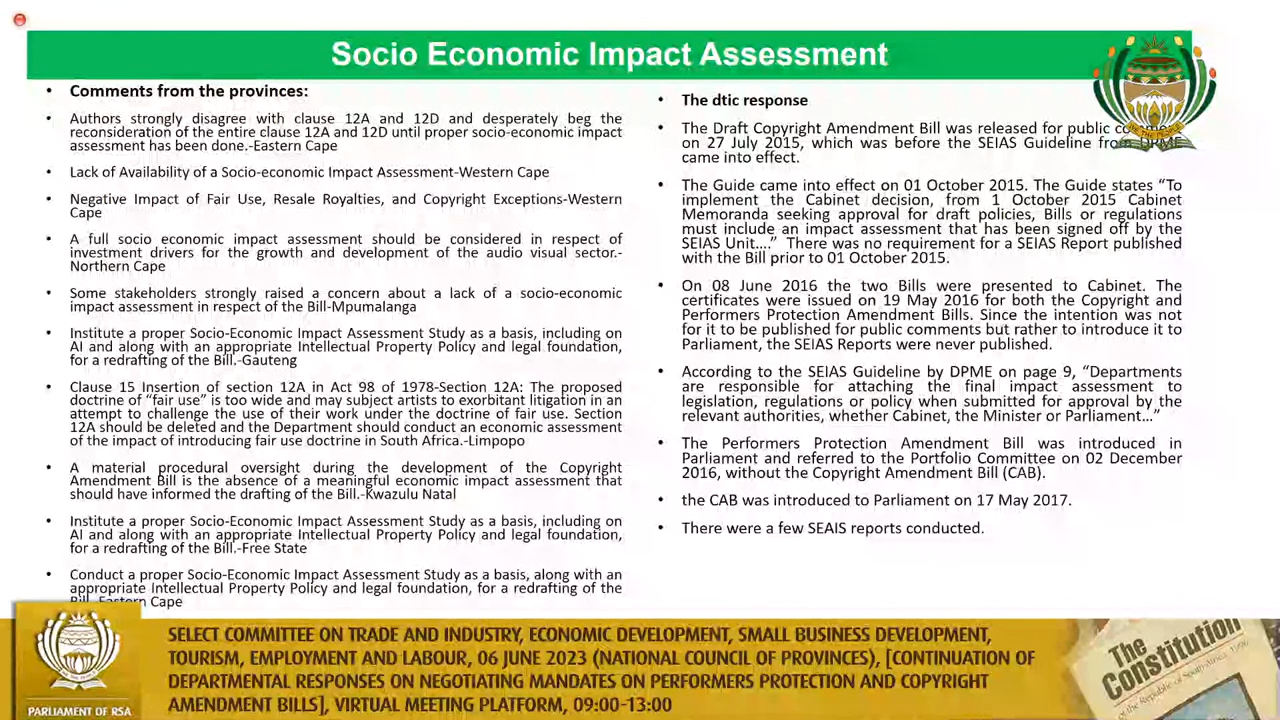 Socio Economic Impact Assessment
• Comments from the provinces:
• Authors strongly disagree with clause 12A and 12D and desperately beg the
reconsideration of the entire clause 12A and 12D until proper socio-economic impact
assessment has been done.-Eastern Cape
• Lack of Availability of a Socio-economic Impact Assessment-Western Cape
• Negative Impact of Fair Use, Resale Royalties, and Copyright Exceptions-Western
Cape
• A full socio economic impact assessment should be considered in respect of
investment drivers for the growth and development of the audio visual sector.-
Northern Cape
• Some stakeholders strongly raised a concern about a lack of a socio-economic
impact assessment in respect of the Bill-Mpumalanga
• Institute a proper Socio-Economic Impact Assessment Study as a basis, including on
AI and along with an appropriate Intellectual Property Policy and legal foundation,
for a redrafting of the Bill.-Gauteng
• Clause 15 Insertion of section 12A in Act 98 of 1978-Section 12A: The proposed
doctrine of “fair use” is too wide and may subject artists to exorbitant litigation in an
attempt to challenge the use of their work under the doctrine of fair use. Section
12A should be deleted and the Department should conduct an economic assessment
of the impact of introducing fair use doctrine in South Africa.-Limpopo
• A material procedural oversight during the development of the Copyright
Amendment Bill is the absence of a meaningful economic impact assessment that
should have informed the drafting of the Bill.-Kwazulu Natal
• Institute a proper Socio-Economic Impact Assessment Study as a basis, including on
AI and along with an appropriate Intellectual Property Policy and legal foundation,
for a redrafting of the Bill.-Free State
• Conduct a proper Socio-Economic Impact Assessment Study as a basis, along with an
appropriate Intellectual Property Policy and legal foundation, for a redrafting of the
Bill.-Eastern Cape
• The dtic response
• The Draft Copyright Amendment Bill was released for public
on 27 July 2015, which was before the SEIAS Guideline from DPME
came into effect.
• The Guide came into effect on 01 October 2015. The Guide states “To
implement the Cabinet decision, from 1 October 2015 Cabinet
Memoranda seeking approval for draft policies, Bills or regulations
must include an impact assessment that has been signed off by the
SEIAS Unit….” There was no requirement for a SEIAS Report published
with the Bill prior to 01 October 2015.
• On 08 June 2016 the two Bills were presented to Cabinet. The
certificates were issued on 19 May 2016 for both the Copyright and
Performers Protection Amendment Bills. Since the intention was not
for it to be published for public comments but rather to introduce it to
Parliament, the SEIAS Reports were never published.
• According to the SEIAS Guideline by DPME on page 9, “Departments
are responsible for attaching the final impact assessment to
legislation, regulations or policy when submitted for approval by the
relevant authorities, whether Cabinet, the Minister or Parliament…”
• The Performers Protection Amendment Bill was introduced in
Parliament and referred to the Portfolio Committee on 02 December
2016, without the Copyright Amendment Bill (CAB).
• the CAB was introduced to Parliament on 17 May 2017.
• There were a few SEAIS reports conducted.
SELECT COMMITTEE ON TRADE AND INDUSTRY, ECONOMIC DEVELOPMENT, SMALL BUSINESS DEVELOPMENT,
TOURISM, EMPLOYMENT AND LABOUR, 06 JUNE 2023 (NATIONAL COUNCIL OF PROVINCES), [CONTINUATION OF
DEPARTMENTAL RESPONSES ON NEGOTIATING MANDATES ON PERFORMERS PROTECTION AND COPYRIGHT
AMENDMENT BILLS], VIRTUAL MEETING PLATFORM, 09:00-13:00
PARLIAMENT OF RSA
The
Constitution
of the Republic of South Africa, 1996